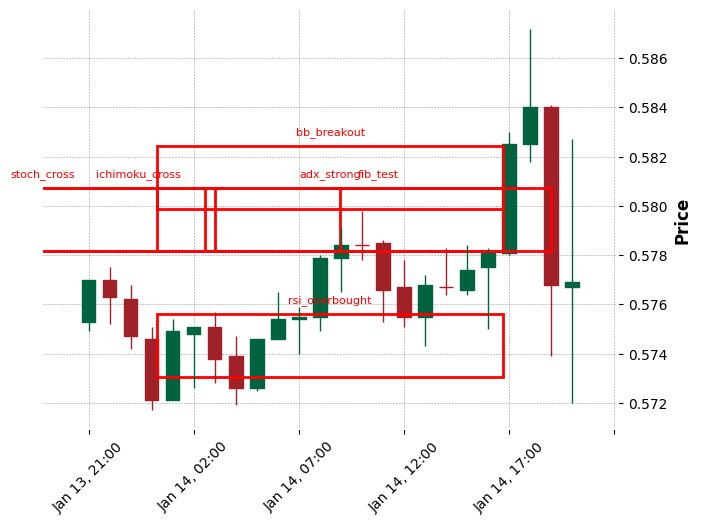 bb_breakout
stoch_cross
ichimoku_cross
adx_strong
fib_test
rsi_overbought
0.586
0.584
0.582
0.580
0.578
0.576
0.574
0.572
Price
Jan 13, 21:00
Jan 14, 02:00
Jan 14, 07:00
Jan 14, 12:00
Jan 14, 17:00